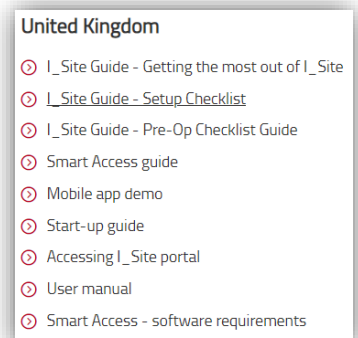 United Kingdom
I_Site Guide - Getting the most out of I_Site
I_Site Guide - Setup Checklist
I_Site Guide - Pre-Op Checklist Guide
Smart Access guide
Mobile app demo
Start-up guide
Accessing I_Site portal
User manual
Smart Access - software requirements